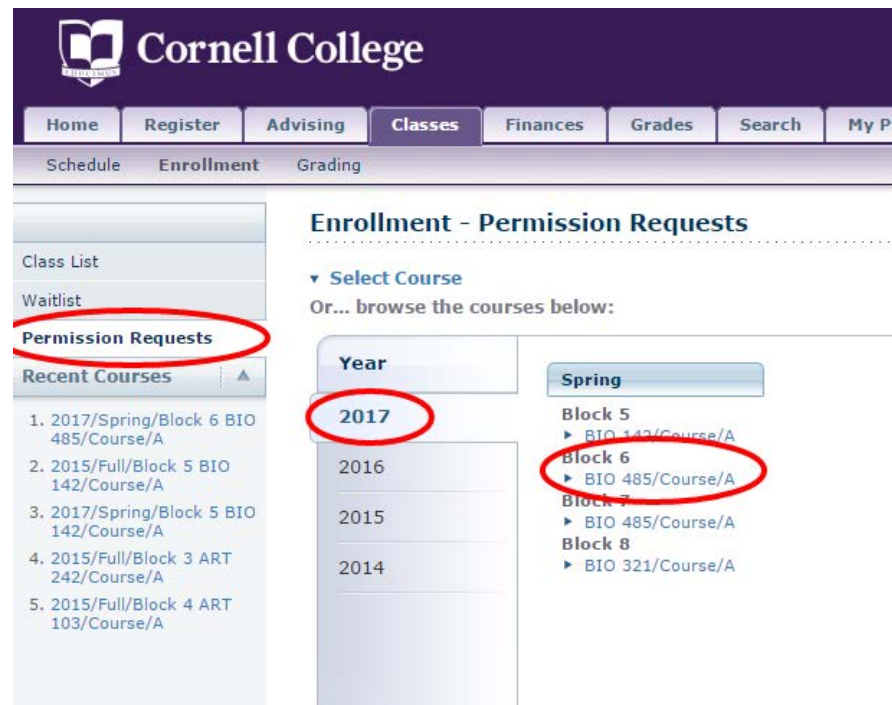 EDUCIMUS
Cornell College
Home Register Advising Classes Finances Grades Search My P
Schedule Enrollment Grading
Enrollment - Permission Requests
Class List
Waitlist
Permission Requests
Recent Courses
1. 2017/Spring/Block 6 BIO
485/Course/A
2. 2015/Full/Block 5 BIO
142/Course/A
3. 2017/Spring/Block 5 BIO
142/Course/A
4. 2015/Full/Block 3 ART
242/Course/A
5. 2015/Full/Block 4 ART
103/Course/A
Select Course
Or... browse the courses below:
Year
2017
2016
2015
2014
Spring
Block 5
BIO 142/Course/A
Block 6
BIO 485/Course/A
Block 7
BIO 485/Course/A
Block 8
BIO 321/Course/A